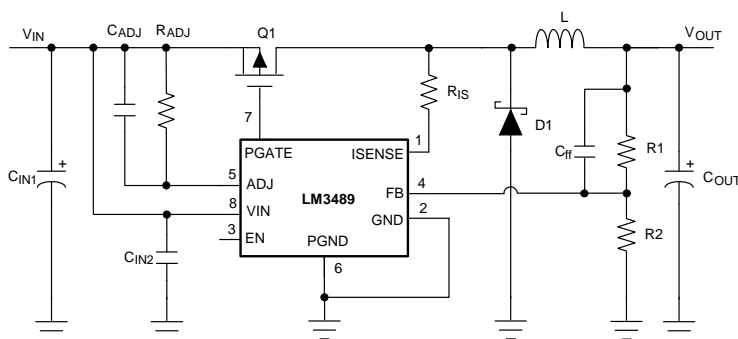 VIN CADJ RADJ Q1 L VOUT
RIS
7 1 D1 Cff R1
PGATE ISENSE
CIN1 + 5 ADJ LM3489 FB 4 + COUT
8 VIN GND 2
3 EN PGND R2
CIN2 6